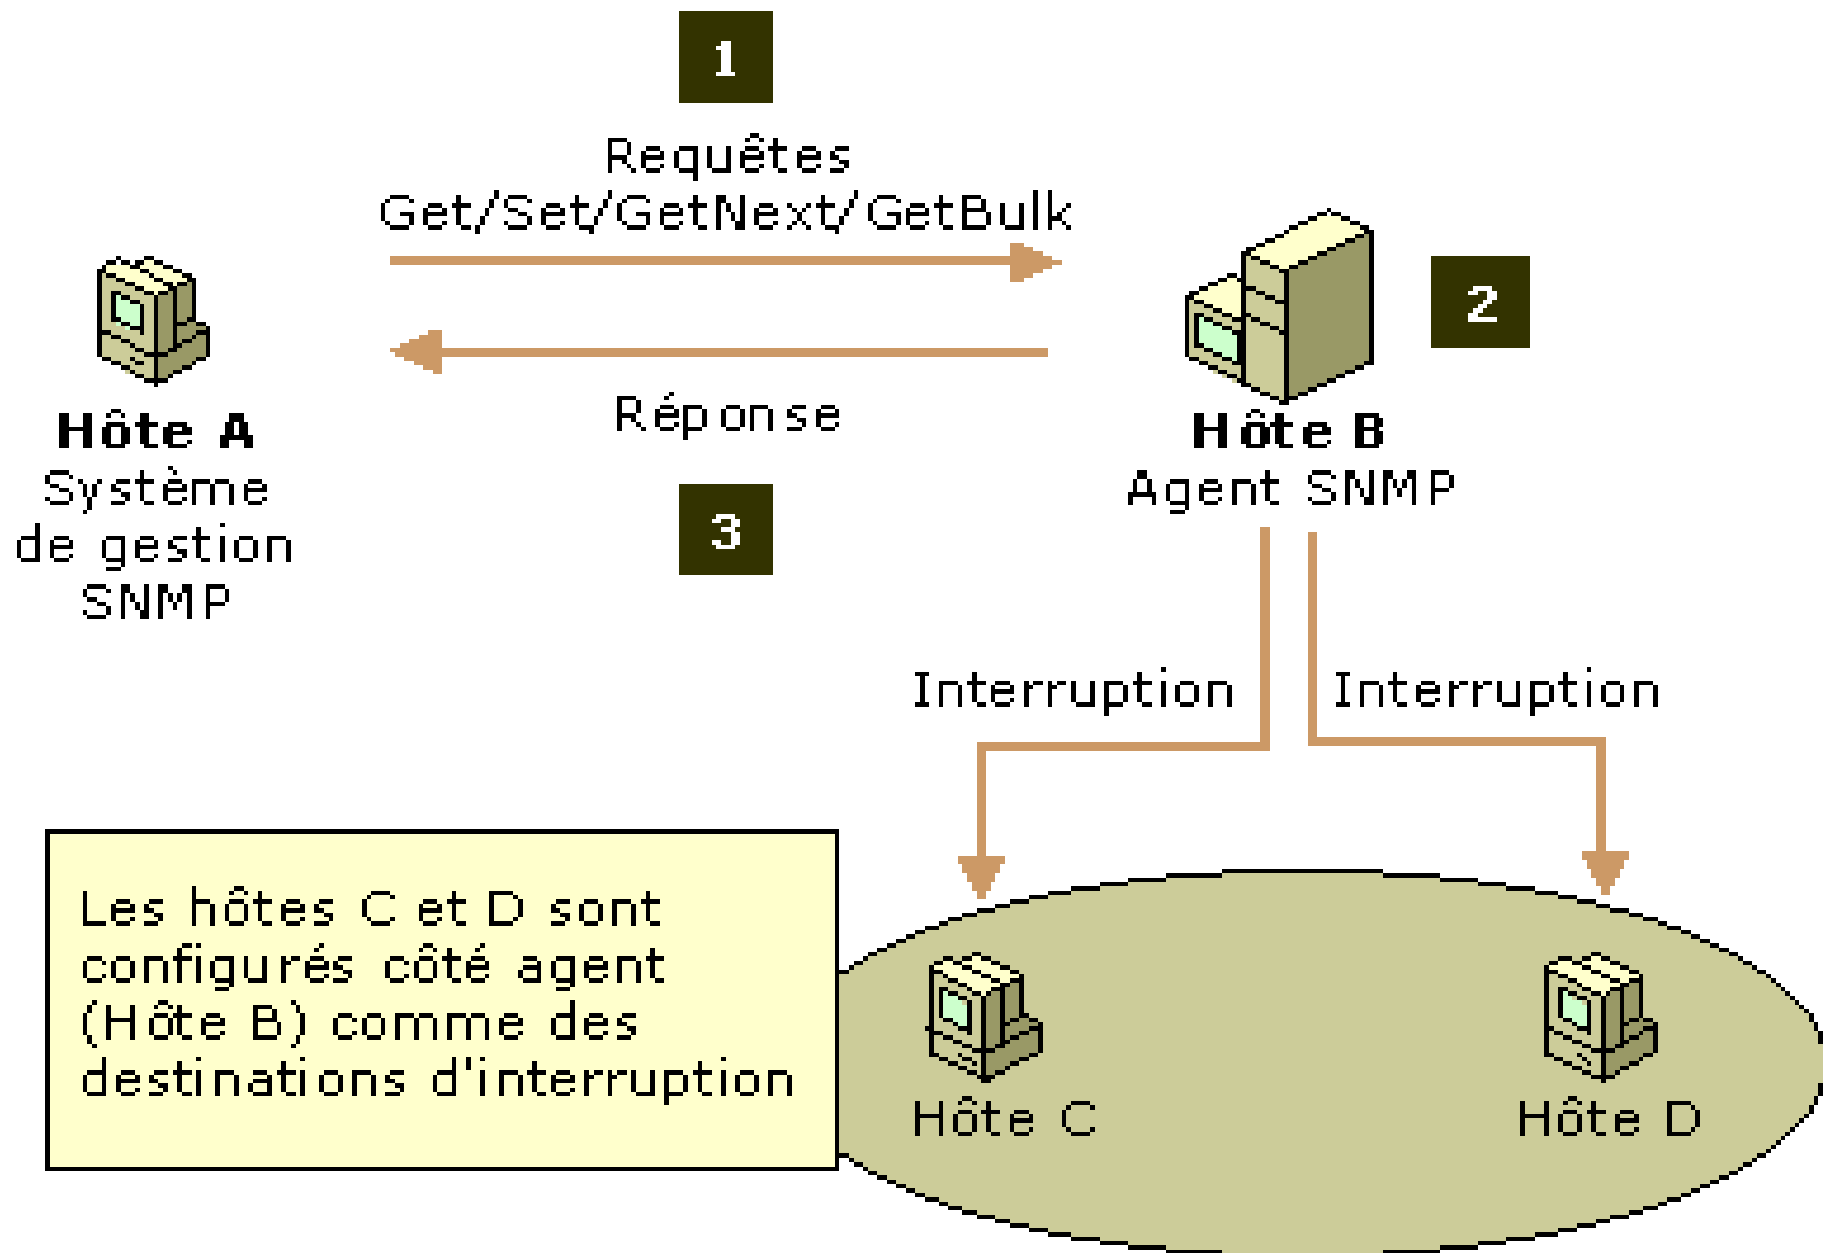 1
Requêtes
Get/Set/GetNext/GetBulk
2
Réponse
Hôte A
Système
de gestion
SNMP
Hôte B
Agent SNMP
3
Interruption
Interruption
Les hôtes C et D sont
configurés côté agent
(Hôte B) comme des
destinations d'interruption
Hôte C
Hôte D